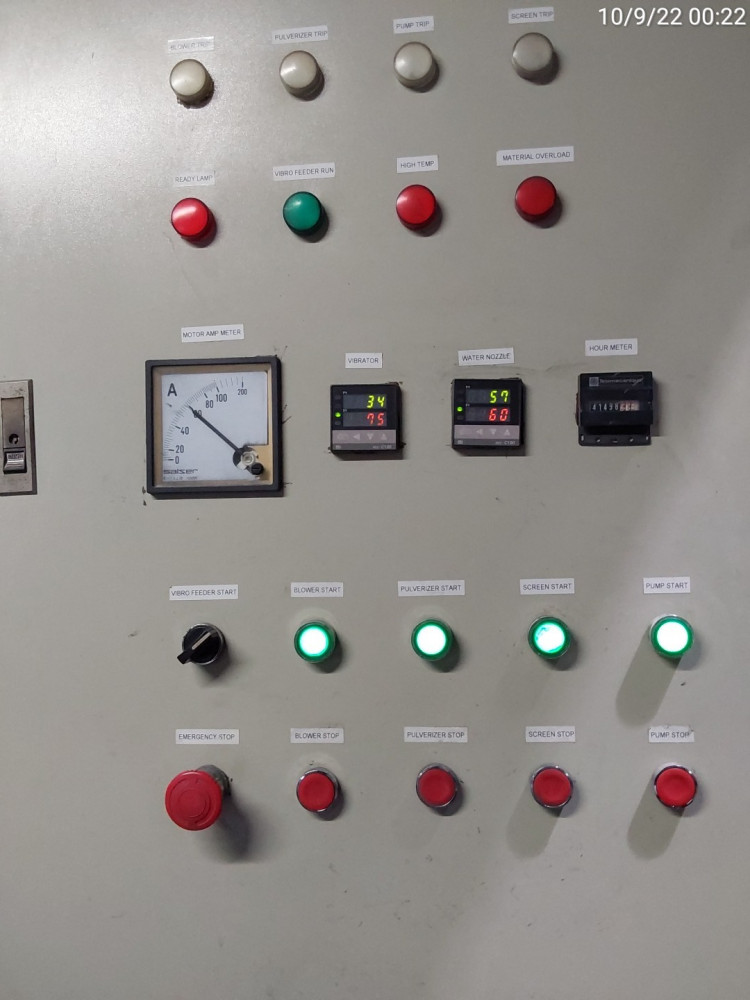 10/9/22 00:22
BLOWER TRIP
PULVERIZER TRIP
PUMP TRIP
SCREEN TRIP
READY LAMP
VIBRO FEEDER RUN
HIGH TEMP
MATERIAL OVERLOAD
MOTOR AMP METER
VIBRATOR
WATER NOZZLE
HOUR METER
A
0
20
40
60
80
100
200
34
75
57
60
VIBRO FEEDER START
BLOWER START
PULVERIZER START
SCREEN START
PUMP START
EMERGENCY STOP
BLOWER STOP
PULVERIZER STOP
SCREEN STOP
PUMP STOP